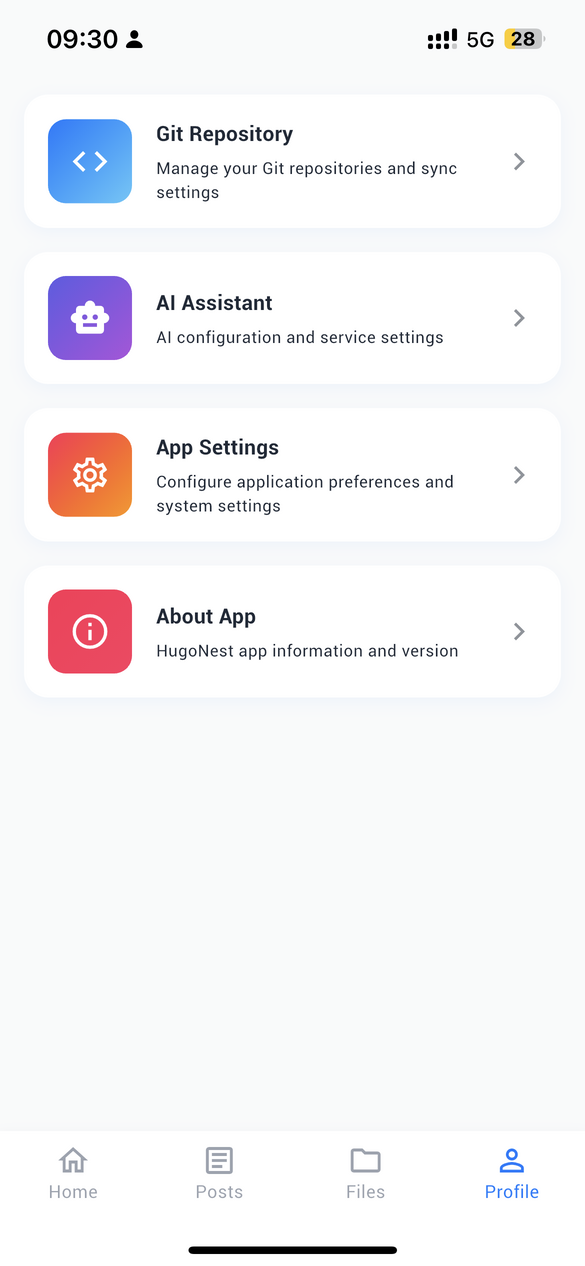 09:30
5G
28
Git Repository
Manage your Git repositories and sync
settings
AI Assistant
AI configuration and service settings
App Settings
Configure application preferences and
system settings
About App
HugoNest app information and version
Home
Posts
Files
Profile